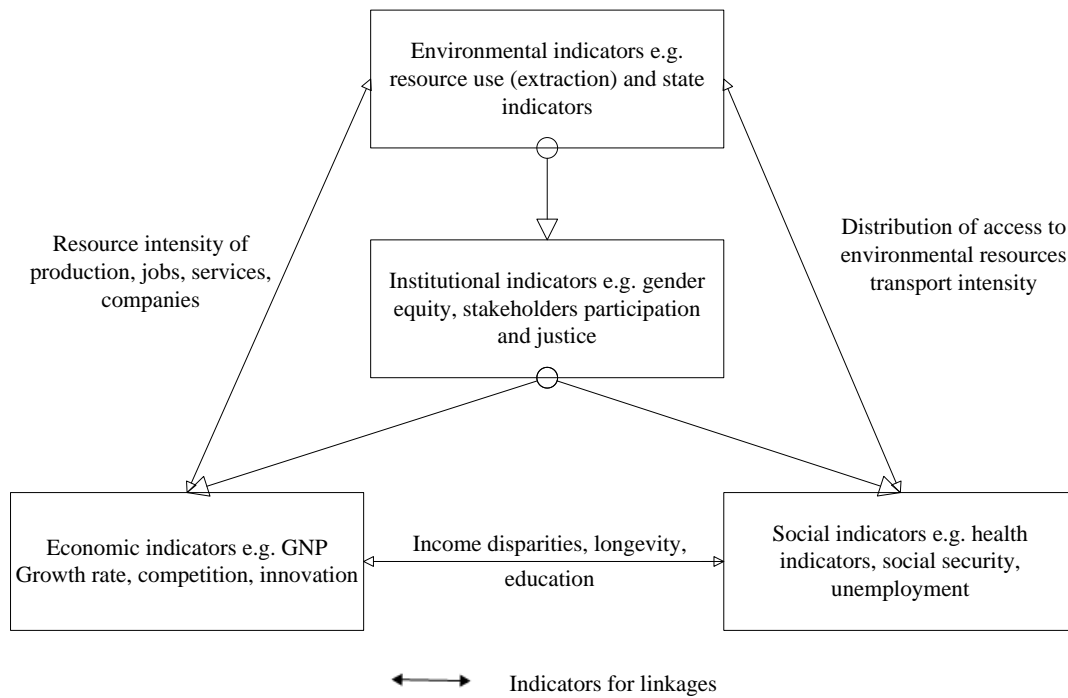 Environmental indicators e.g.
resource use (extraction) and state
indicators
Resource intensity of
production, jobs, services,
companies
Distribution of access to
environmental resources
transport intensity
Institutional indicators e.g. gender
equity, stakeholders participation
and justice
Economic indicators e.g. GNP
Growth rate, competition, innovation
Income disparities, longevity,
education
Social indicators e.g. health
indicators, social security,
unemployment
Indicators for linkages